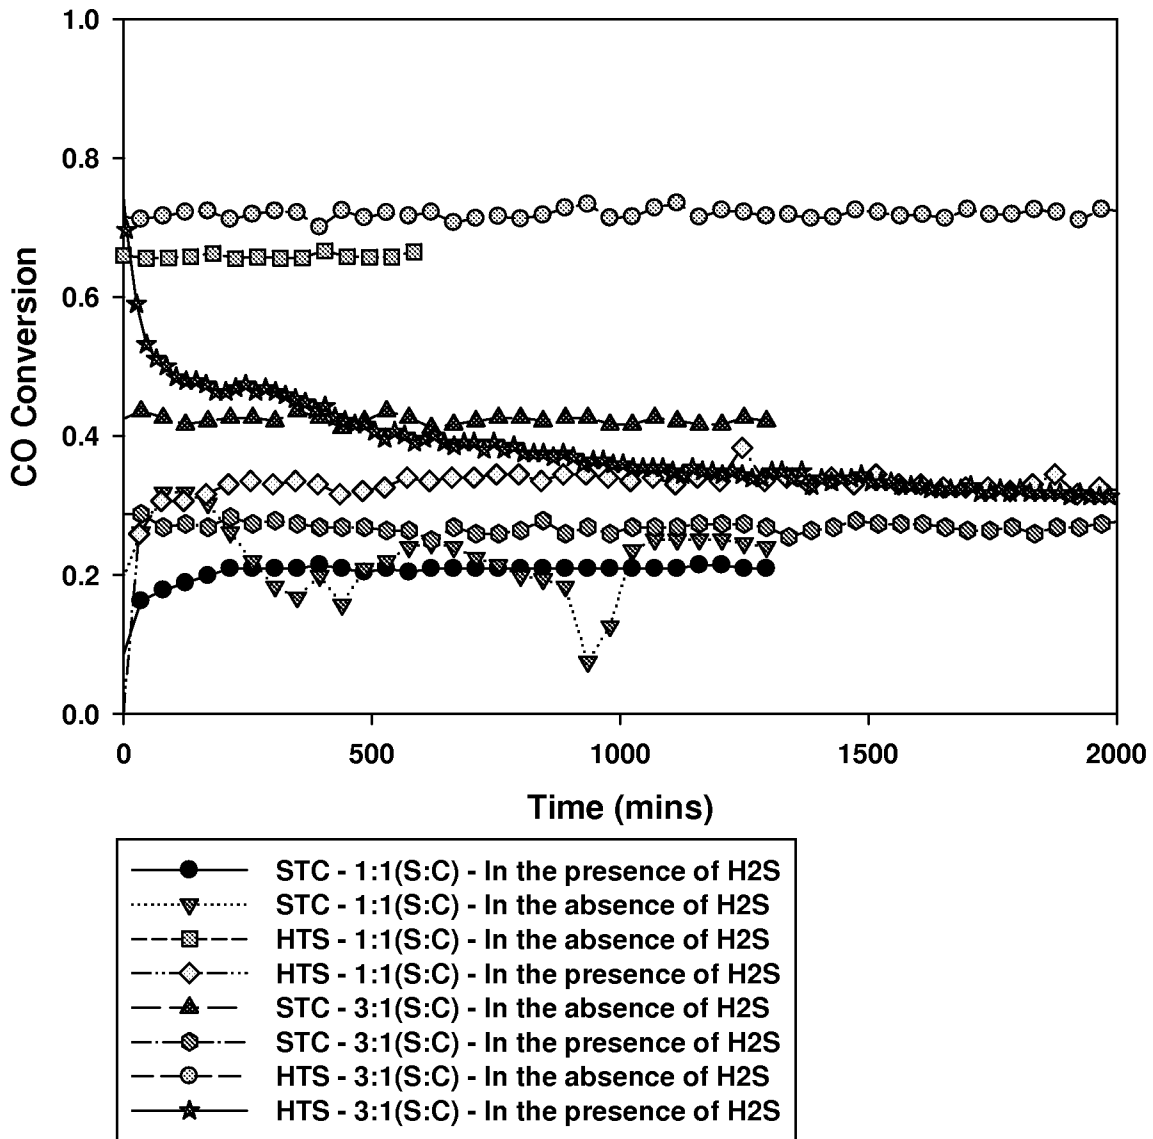 1.0
0.8
0.6
0.4
0.2
0.0
CO Conversion
0 500 1000 1500 2000
Time (mins)
STC - 1:1(S:C) - In the presence of H2S
STC - 1:1(S:C) - In the absence of H2S
HTS - 1:1(S:C) - In the absence of H2S
HTS - 1:1(S:C) - In the presence of H2S
STC - 3:1(S:C) - In the absence of H2S
STC - 3:1(S:C) - In the presence of H2S
HTS - 3:1(S:C) - In the absence of H2S
HTS - 3:1(S:C) - In the presence of H2S